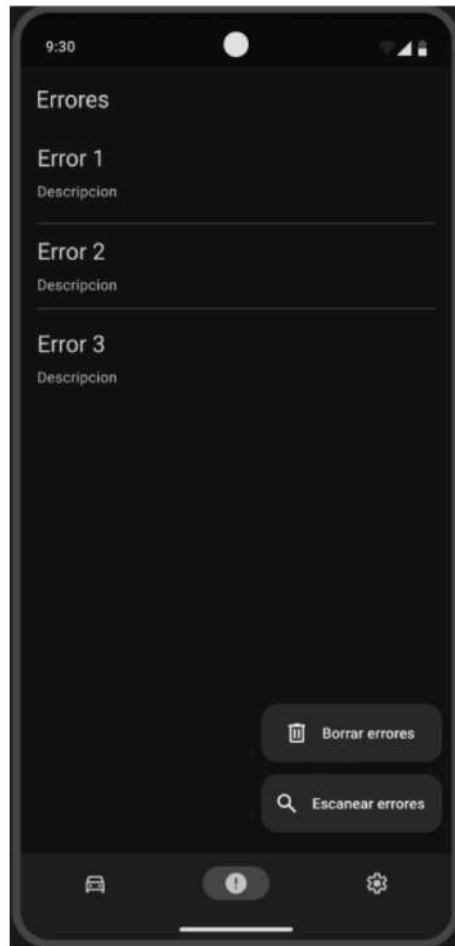 9:30
Errores
Error 1
Descripcion
Error 2
Descripcion
Error 3
Descripcion
Borrar errores
Escanear errores